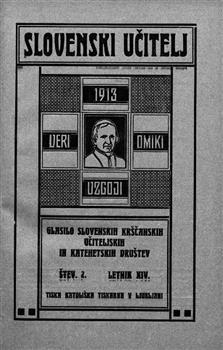 SLOVENSKI UČITELJ
1913
VERI
OMIKI
VZGOJI
GLASILO SLOVENSKIH KRŠČANSKIH
UČITELJSKIH
IN KATEHETSKIH DRUŠTEV
ŠTEV. 2. LETNIK XIV.
TISKA KATOLIŠKA TISKARNA V LJUBLJANI